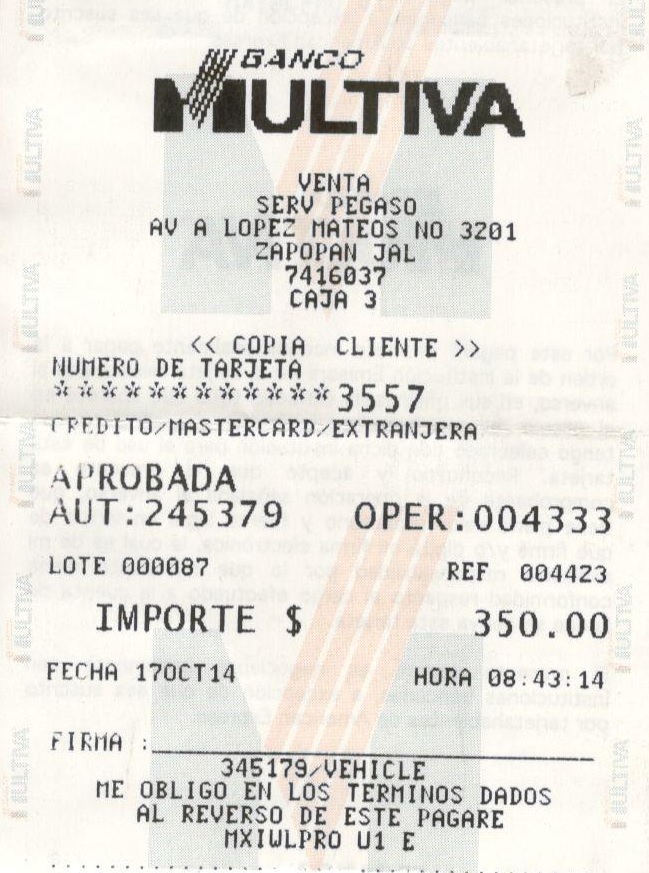 BANCO
MULTIVA
VENTA
SERV PEGASO
AV A LOPEZ MATEOS NO 3201
ZAPOPAN JAL
7416037
CAJA 3
<< COPIA CLIENTE >>
NUMERO DE TARJETA
************3557
CREDITO/MASTERCARD/EXTRANJERA
APROBADA
AUT:245379 OPER:004333
LOTE 000087 REF 004423
IMPORTE $ 350.00
FECHA 17OCT14 HORA 08:43:14
FIRMA :
345179/VEHICLE
ME OBLIGO EN LOS TERMINOS DADOS
AL REVERSO DE ESTE PAGARE
MXIWLPRO U1 E